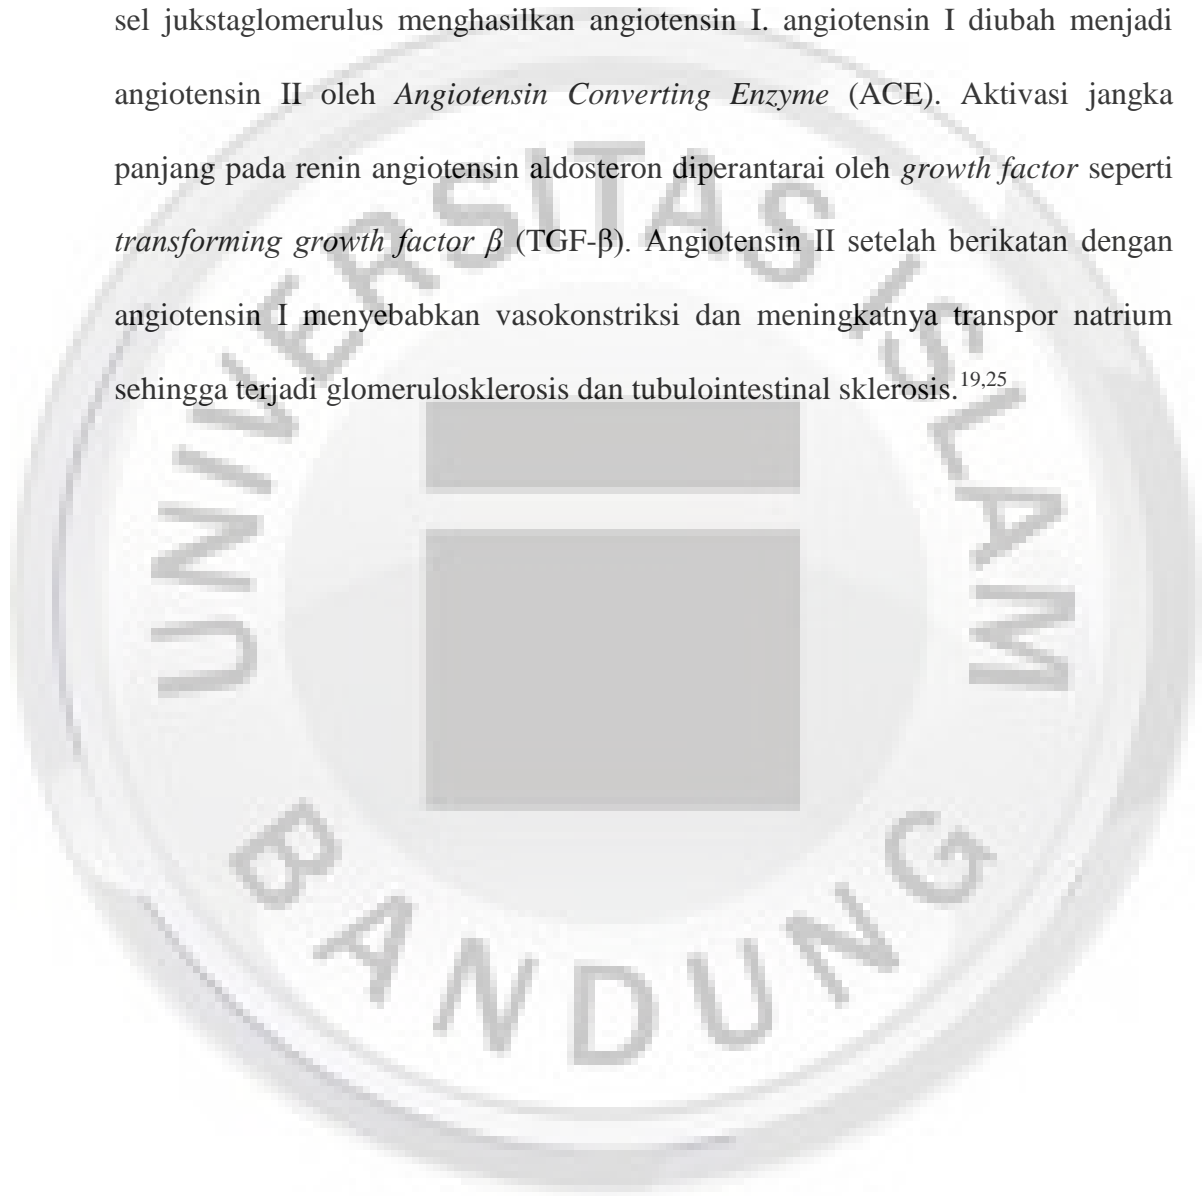 sel jukstaglomerulus menghasilkan angiotensin I. angiotensin I diubah menjadi
angiotensin II oleh Angiotensin Converting Enzyme (ACE). Aktivasi jangka
panjang pada renin angiotensin aldosteron diperantarai oleh growth factor seperti
transforming growth factor β (TGF-β). Angiotensin II setelah berikatan dengan
angiotensin I menyebabkan vasokonstriksi dan meningkatnya transpor natrium
sehingga terjadi glomerulosklerosis dan tubulointestinal sklerosis.19,25
UNIVERSITAS ISLAM
BANDUNG